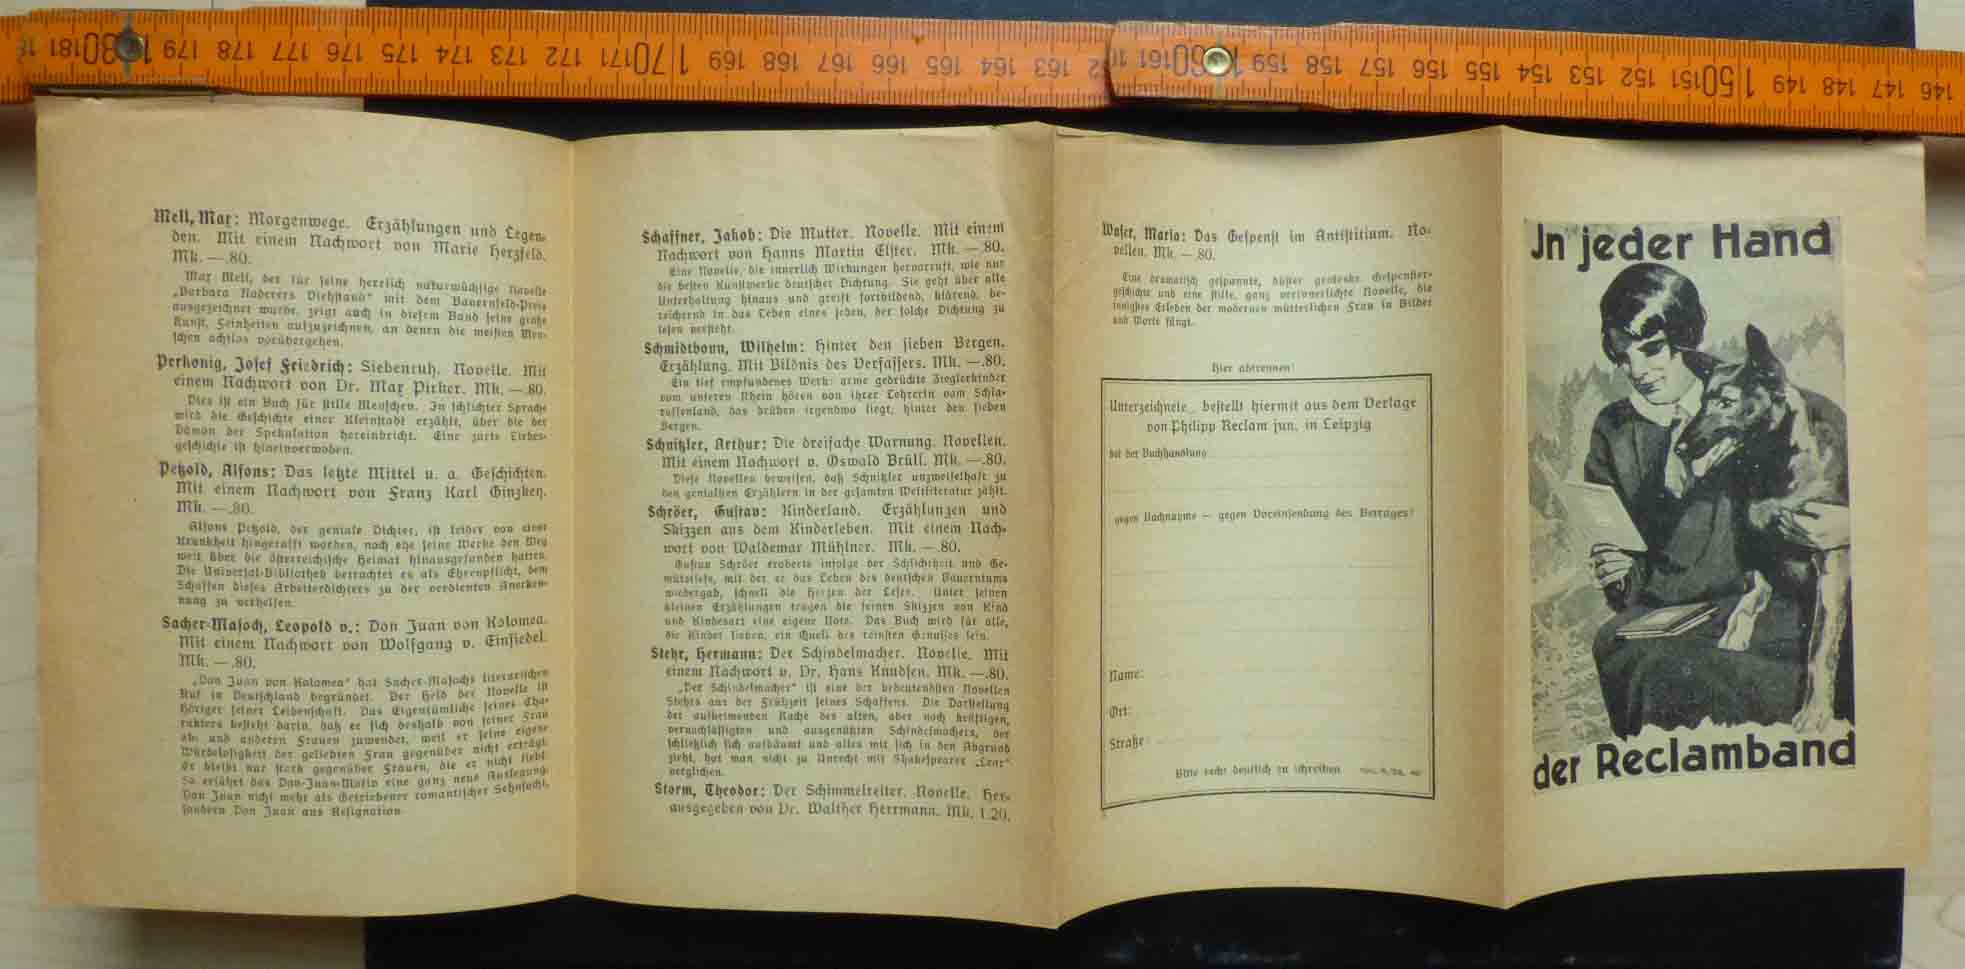 Mell, Max: Morgenwege. Erzählungen und Legen-
den. Mit einem Nachwort von Marie Herzfeld.
Mk. —.80.
Max Mell, der für seine herrlich naturwüchsige Novelle
„Barbara Naderers Viehstand“ mit dem Bauernfeld-Preis
ausgezeichnet wurde, zeigt auch in diesem Band seine große
Kunst, Feinheiten aufzuzeichnen, an denen die meisten Men-
schen achtlos vorübergehen.
Perkonig, Josef Friedrich: Siebenruh. Novelle. Mit
einem Nachwort von Dr. Max Pirker. Mk. —.80.
Dies ist ein Buch für stille Menschen. In schlichter Sprache
wird die Geschichte einer Kleinstadt erzählt, über die der
Dämon der Spekulation hereinbricht. Eine zarte Liebes-
geschichte ist hineinverwoben.
Petzold, Alfons: Das letzte Mittel u. a. Geschichten.
Mit einem Nachwort von Franz Karl Ginzkey.
Mk. —.80.
Alfons Petzold, der geniale Dichter, ist leider von einer
Krankheit hingerafft worden, noch ehe seine Werke den Weg
weit über die österreichische Heimat hinausgefunden hatten.
Die Universal-Bibliothek betrachtet es als Ehrenpflicht, dem
Schaffen dieses Arbeiterdichters zu der verdienten Anerken-
nung zu verhelfen.
Sacher-Masoch, Leopold v.: Don Juan von Kolomea.
Mit einem Nachwort von Wolfgang v. Einsiedel.
Mk. —.80.
„Don Juan von Kolomea“ hat Sacher-Masochs literarischen
Ruf in Deutschland begründet. Der Held der Novelle ist
Höriger seiner Leidenschaft. Das Eigentümliche seines Cha-
rakters besteht darin, daß er sich deshalb von seiner Frau
ab- und anderen Frauen zuwendet, weil er seine eigene
Würdelosigkeit der geliebten Frau gegenüber nicht erträgt.
Er bleibt nur stark gegenüber Frauen, die er nicht liebt.
So erfährt das Don-Juan-Motiv eine ganz neue Auslegung:
Don Juan nicht mehr als Getriebener romantischer Sehnsucht,
sondern Don Juan aus Resignation.
Schaffner, Jakob: Die Mutter. Novelle. Mit einem
Nachwort von Hanns Martin Elster. Mk. —.80.
Eine Novelle, die innerlich Wirkungen hervorruft, wie nur
die besten Kunstwerke deutscher Dichtung. Sie geht über alle
Unterhaltung hinaus und greift fortbildend, klärend, be-
reichernd in das Leben eines jeden, der solche Dichtung zu
lesen versteht.
Schmidtbonn, Wilhelm: Hinter den sieben Bergen.
Erzählung. Mit Bildnis des Verfassers. Mk. —.80.
Ein tief empfundenes Werk: arme gedrückte Zieglerkinder
vom unteren Rhein hören von ihrer Lehrerin vom Schla-
raffenland, das drüben irgendwo liegt, hinter den sieben
Bergen.
Schnitzler, Arthur: Die dreifache Warnung. Novellen.
Mit einem Nachwort v. Oswald Brüll. Mk. —.80.
Diese Novellen beweisen, daß Schnitzler unzweifelhaft zu
den genialsten Erzählern in der gesamten Weltliteratur zählt.
Schröer, Gustav: Kinderland. Erzählungen und
Skizzen aus dem Kinderleben. Mit einem Nach-
wort von Waldemar Mühlner. Mk. —.80.
Gustav Schröer eroberte infolge der Schlichtheit und Ge-
mütstiefe, mit der er das Leben des deutschen Bauerntums
wiedergab, schnell die Herzen der Leser. Unter seinen
kleinen Erzählungen tragen die feinen Skizzen von Kind
und Kindesart eine eigene Note. Das Buch wird für alle,
die Kinder lieben, ein Quell des reinsten Genusses sein.
Stehr, Hermann: Der Schindelmacher. Novelle. Mit
einem Nachwort v. Dr. Hans Knudsen. Mk. —.80.
„Der Schindelmacher“ ist eine der bedeutendsten Novellen
Stehrs aus der Frühzeit seines Schaffens. Die Darstellung
der aufkeimenden Rache des alten, aber noch kräftigen,
vernachlässigten und ausgenützten Schindelmachers, der
schließlich sich aufbäumt und alles mit sich in den Abgrund
zieht, hat man nicht zu Unrecht mit Shakespeares „Lear“
verglichen.
Storm, Theodor: Der Schimmelreiter. Novelle. Her-
ausgegeben von Dr. Walther Herrmann. Mk. 1.20.
Waser, Maria: Das Gespenst im Antistitium. No-
vellen. Mk. —.80.
Eine dramatisch gespannte, düster groteske Gespenster-
geschichte und eine stille, ganz verinnerlichte Novelle, die
innigstes Erleben der modernen mütterlichen Frau in Bilder
und Worte fängt.
Hier abtrennen!
Unterzeichnete.. bestellt hiermit aus dem Verlage
von Philipp Reclam jun. in Leipzig
bei der Buchhandlung
gegen Nachnahme — gegen Voreinsendung des Betrages:
Name:
Ort:
Straße:
Bitte recht deutlich zu schreiben
In jeder Hand
der Reclamband
181 180 179 178 177 176 175 174 173 172 171 170 169 168 167 166 165 164 163 161 160 159 158 157 156 155 154 153 152 151 150 149 148 147 146